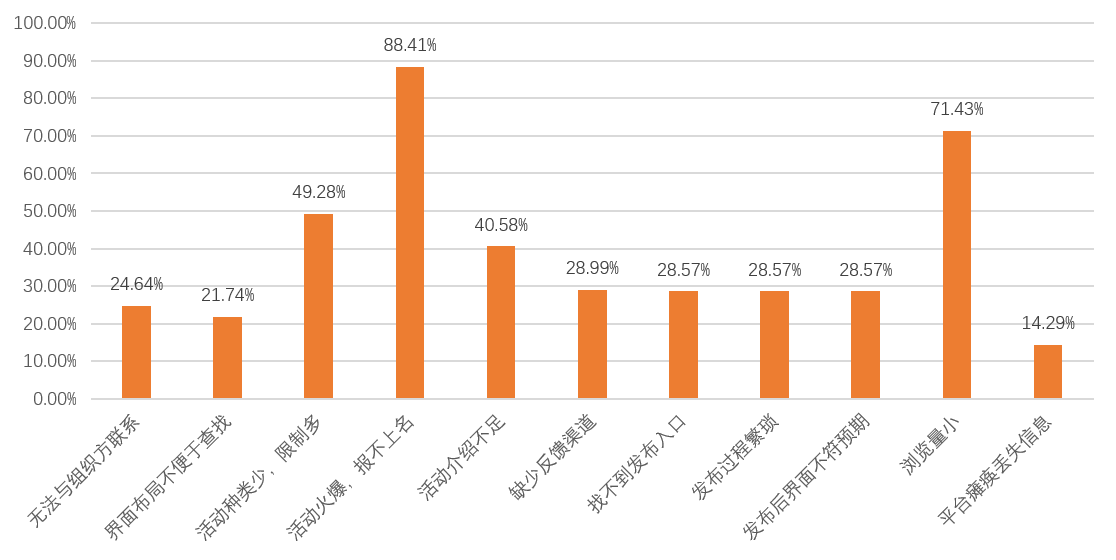 100.00%
90.00%
80.00%
70.00%
60.00%
50.00%
40.00%
30.00%
20.00%
10.00%
0.00%
24.64%
21.74%
49.28%
88.41%
40.58%
28.99%
28.57%
28.57%
28.57%
71.43%
14.29%
无法与组织方联系
界面布局不便于查找
活动种类少，限制多
活动火爆，报不上名
活动介绍不足
缺少反馈渠道
找不到发布入口
发布过程繁琐
发布后界面不符预期
浏览量小
平台瘫痪丢失信息